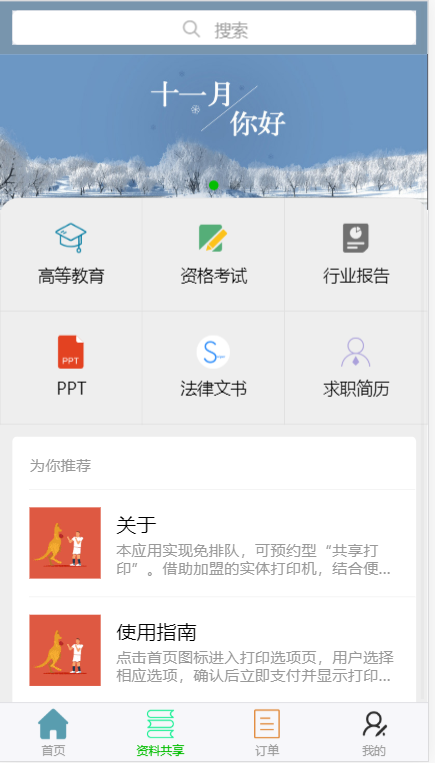 搜索
十一月
你好
高等教育
资格考试
行业报告
PPT
PPT
法律文书
求职简历
为你推荐
关于
本应用实现免排队，可预约型“共享打
印”。借助加盟的实体打印机，结合便...
使用指南
点击首页图标进入打印选项页，用户选择
相应选项，确认后立即支付并显示打印...
首页
资料共享
订单
我的